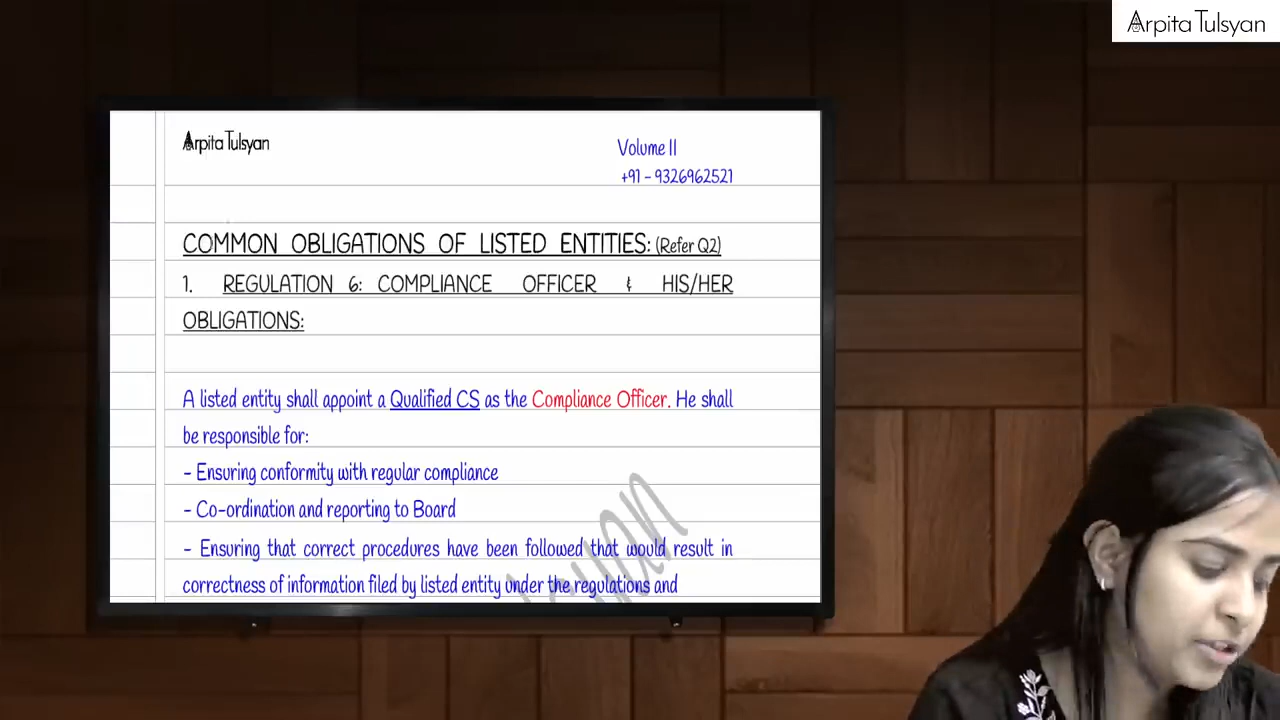 Arpita Tulsyan
Arpita Tulsyan
Volume II
+91 - 9326962521
COMMON OBLIGATIONS OF LISTED ENTITIES: (Refer Q2)
1. REGULATION 6: COMPLIANCE OFFICER & HIS/HER
OBLIGATIONS:
A listed entity shall appoint a Qualified CS as the Compliance Officer. He shall
be responsible for:
- Ensuring conformity with regular compliance
- Co-ordination and reporting to Board
- Ensuring that correct procedures have been followed that would result in
correctness of information filed by listed entity under the regulations and